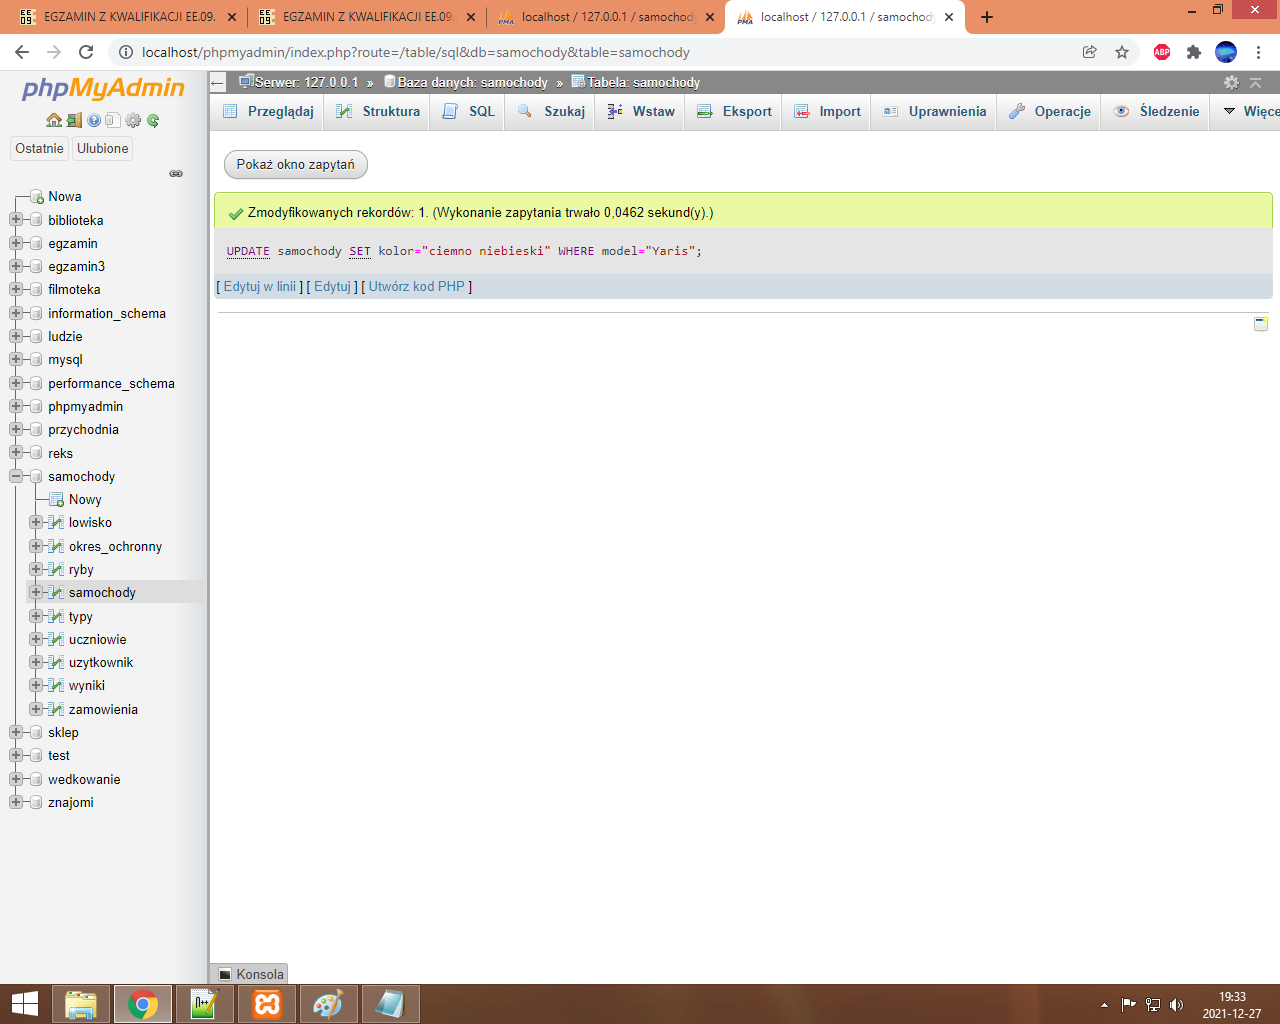 EGZAMIN Z KWALIFIKACJI EE.09.
EGZAMIN Z KWALIFIKACJI EE.09.
localhost / 127.0.0.1 / samochody
localhost / 127.0.0.1 / samochody
localhost/phpmyadmin/index.php?route=/table/sql&db=samochody&table=samochody
ABP
phpMyAdmin
Ostatnie
Ulubione
Nowa
biblioteka
egzamin
egzamin3
filmoteka
information_schema
ludzie
mysql
performance_schema
phpmyadmin
przychodnia
reks
samochody
Nowy
lowisko
okres_ochronny
ryby
samochody
typy
uczniowie
uzytkownik
wyniki
zamowienia
sklep
test
wedkowanie
znajomi
Serwer: 127.0.0.1 » Baza danych: samochody » Tabela: samochody
Przeglądaj
Struktura
SQL
Szukaj
Wstaw
Eksport
Import
Uprawnienia
Operacje
Śledzenie
Więce
Pokaż okno zapytań
Zmodyfikowanych rekordów: 1. (Wykonanie zapytania trwało 0,0462 sekund(y).)
UPDATE samochody SET kolor="ciemno niebieski" WHERE model="Yaris";
[ Edytuj w linii ] [ Edytuj ] [ Utwórz kod PHP ]
Konsola
19:33
2021-12-27